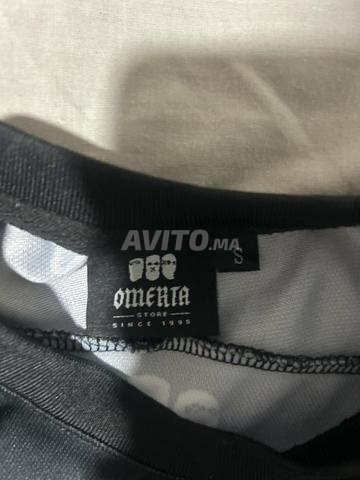 AVITO.MA
S
OMERTA
STORE
SINCE 1995